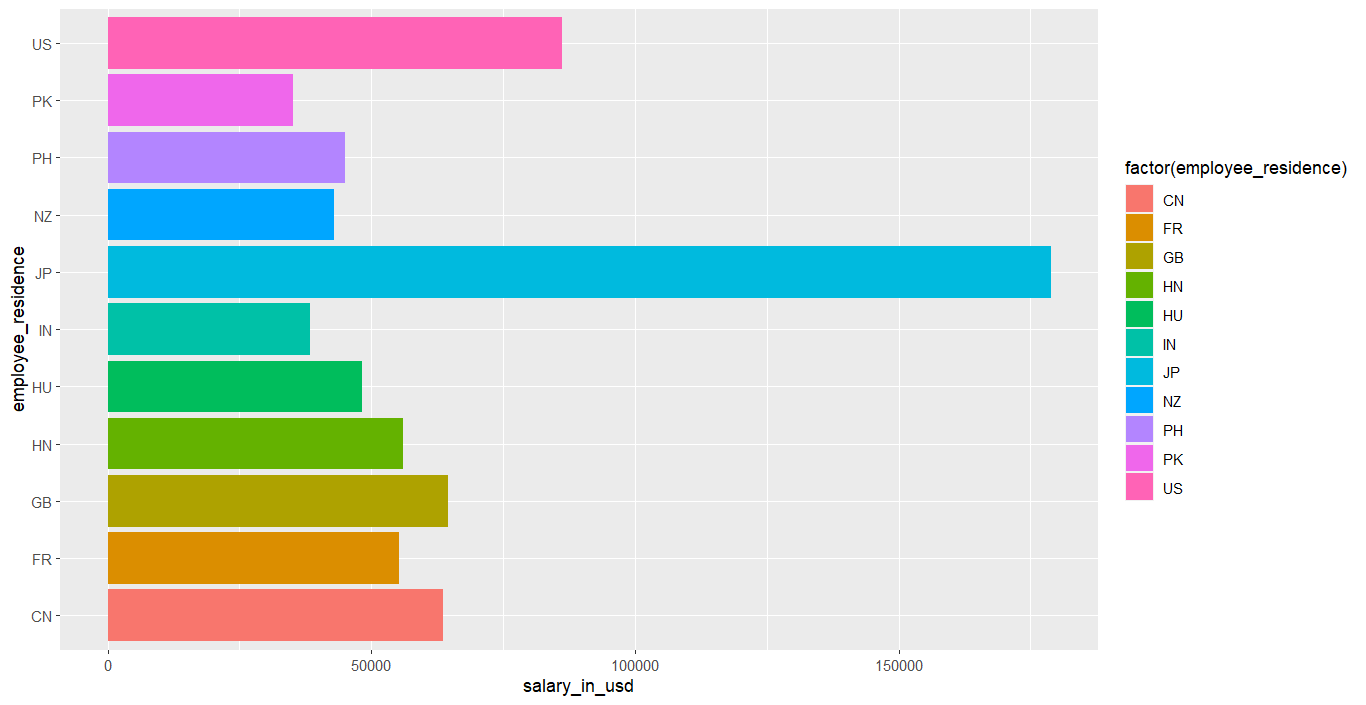 US
PK
PH
NZ
JP
IN
HU
HN
GB
FR
CN
employee_residence
0 50000 100000 150000
salary_in_usd
factor(employee_residence)
CN
FR
GB
HN
HU
IN
JP
NZ
PH
PK
US